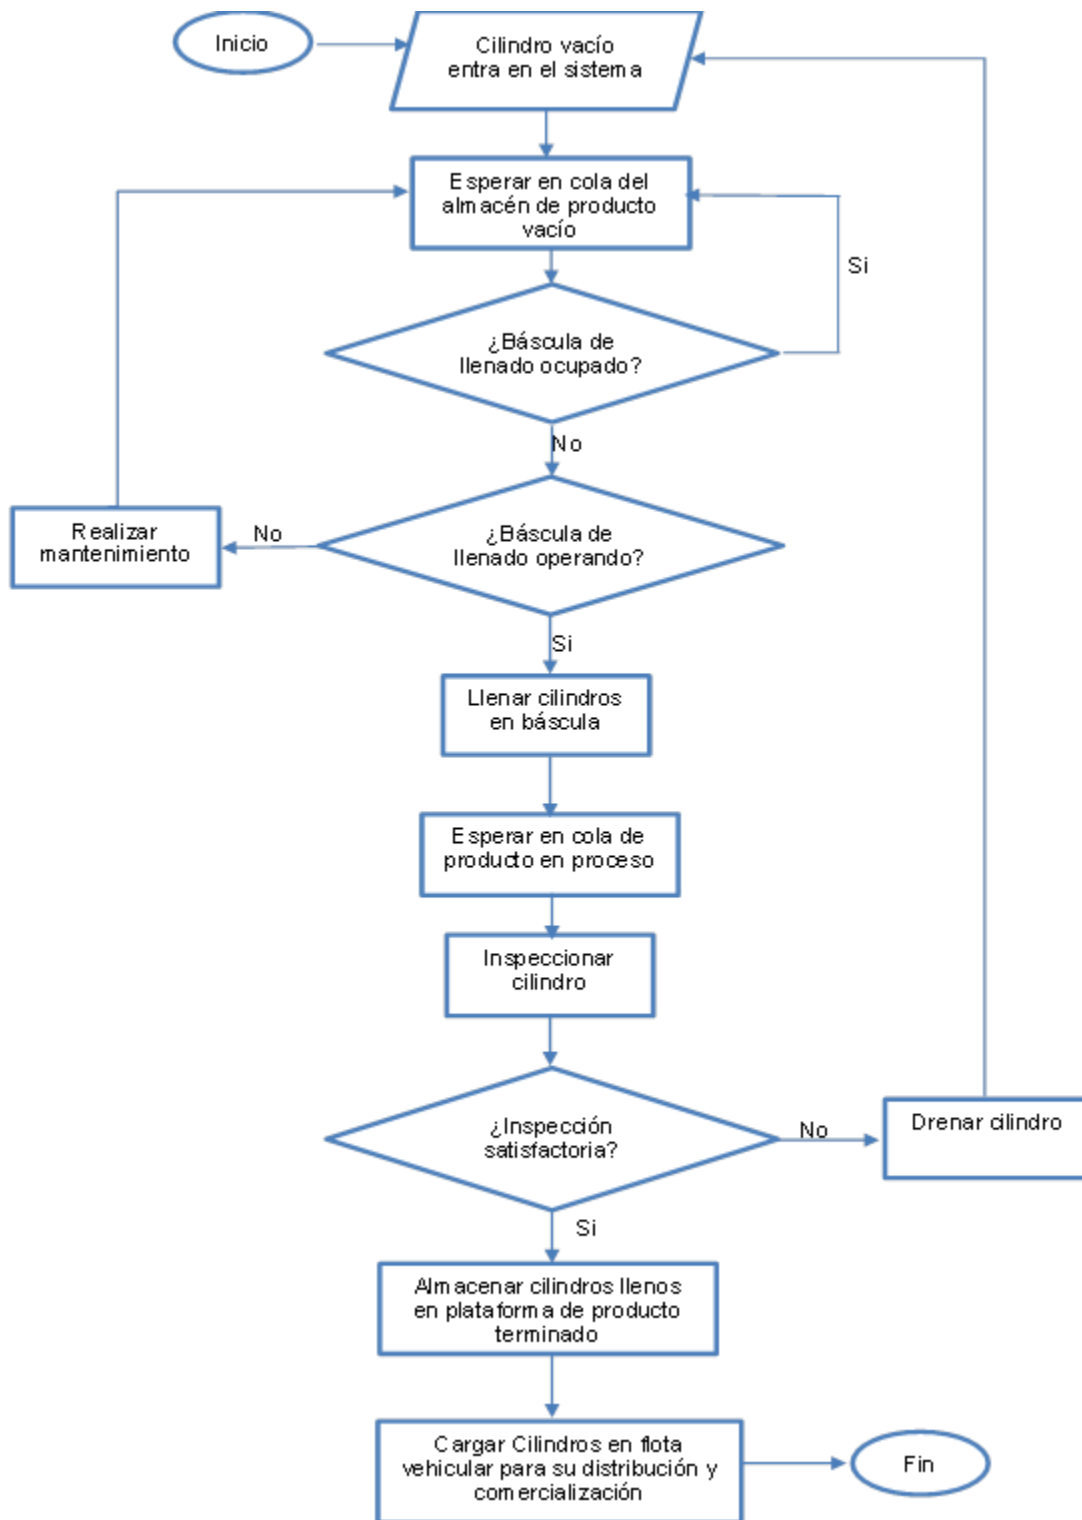 Inicio
Cilindro vacío
entra en el sistema
Esperar en cola del
almacén de producto
vacío
Si
¿Báscula de
llenado ocupado?
No
Realizar
mantenimiento
No
¿Báscula de
llenado operando?
Si
Llenar cilindros
en báscula
Esperar en cola de
producto en proceso
Inspeccionar
cilindro
¿Inspección
satisfactoria?
No
Drenar cilindro
Si
Almacenar cilindros llenos
en plataforma de producto
terminado
Cargar Cilindros en flota
vehicular para su distribución y
comercialización
Fin